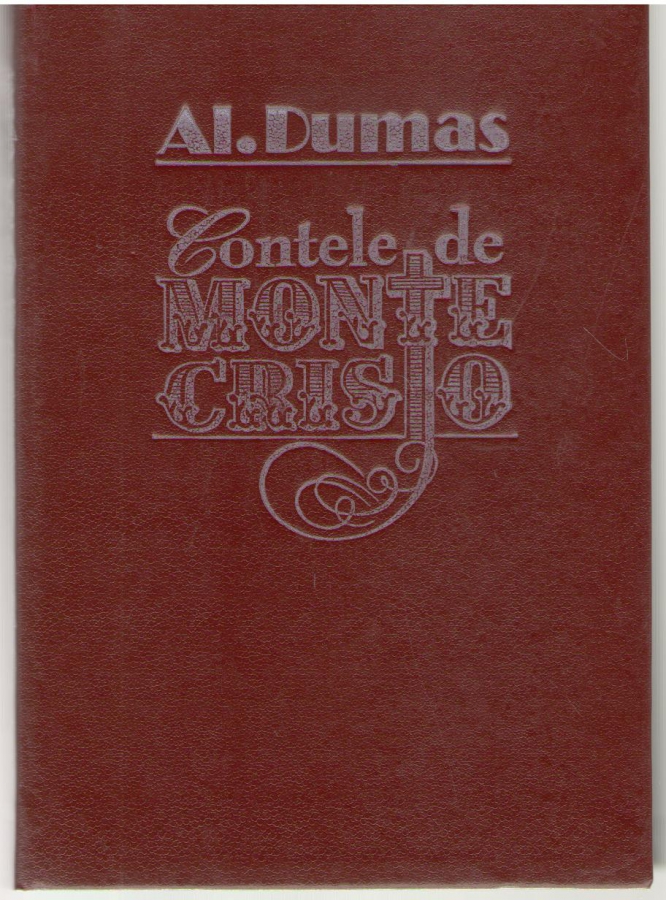 Al. Dumas
Contele de
MONTE
CRISTO